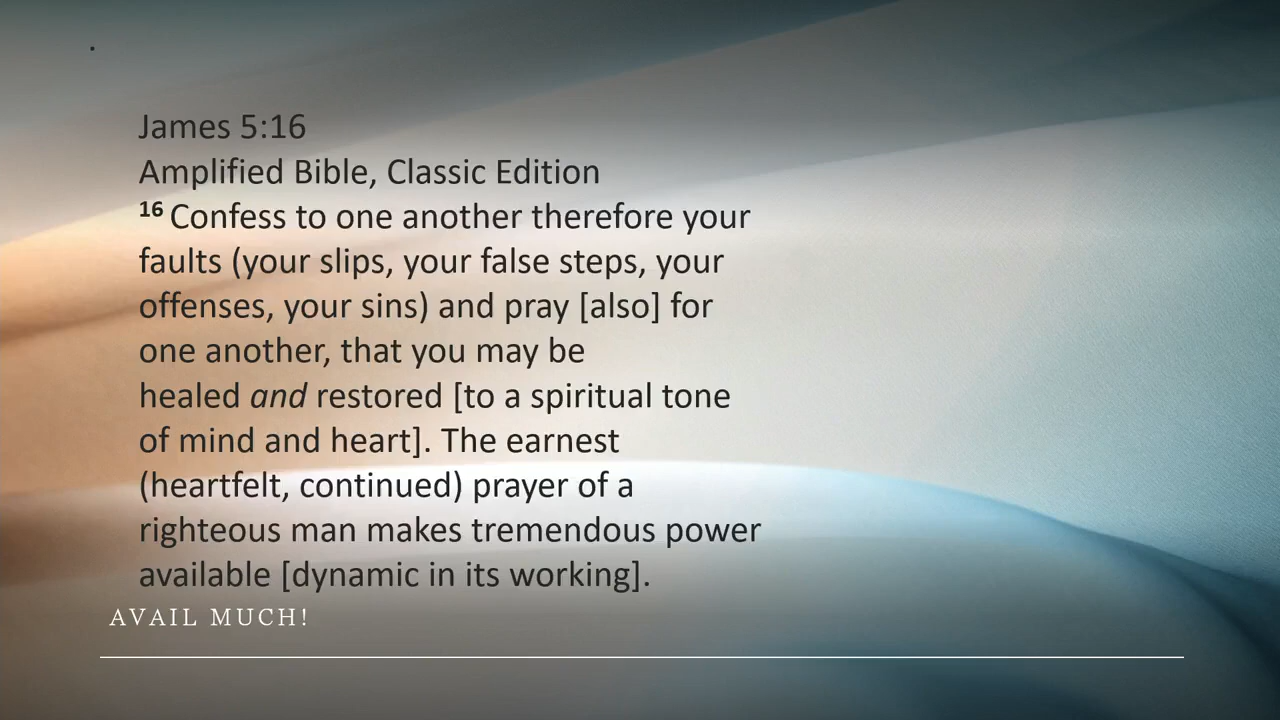 .
James 5:16
Amplified Bible, Classic Edition
16 Confess to one another therefore your
faults (your slips, your false steps, your
offenses, your sins) and pray [also] for
one another, that you may be
healed and restored [to a spiritual tone
of mind and heart]. The earnest
(heartfelt, continued) prayer of a
righteous man makes tremendous power
available [dynamic in its working].
AVAIL MUCH!